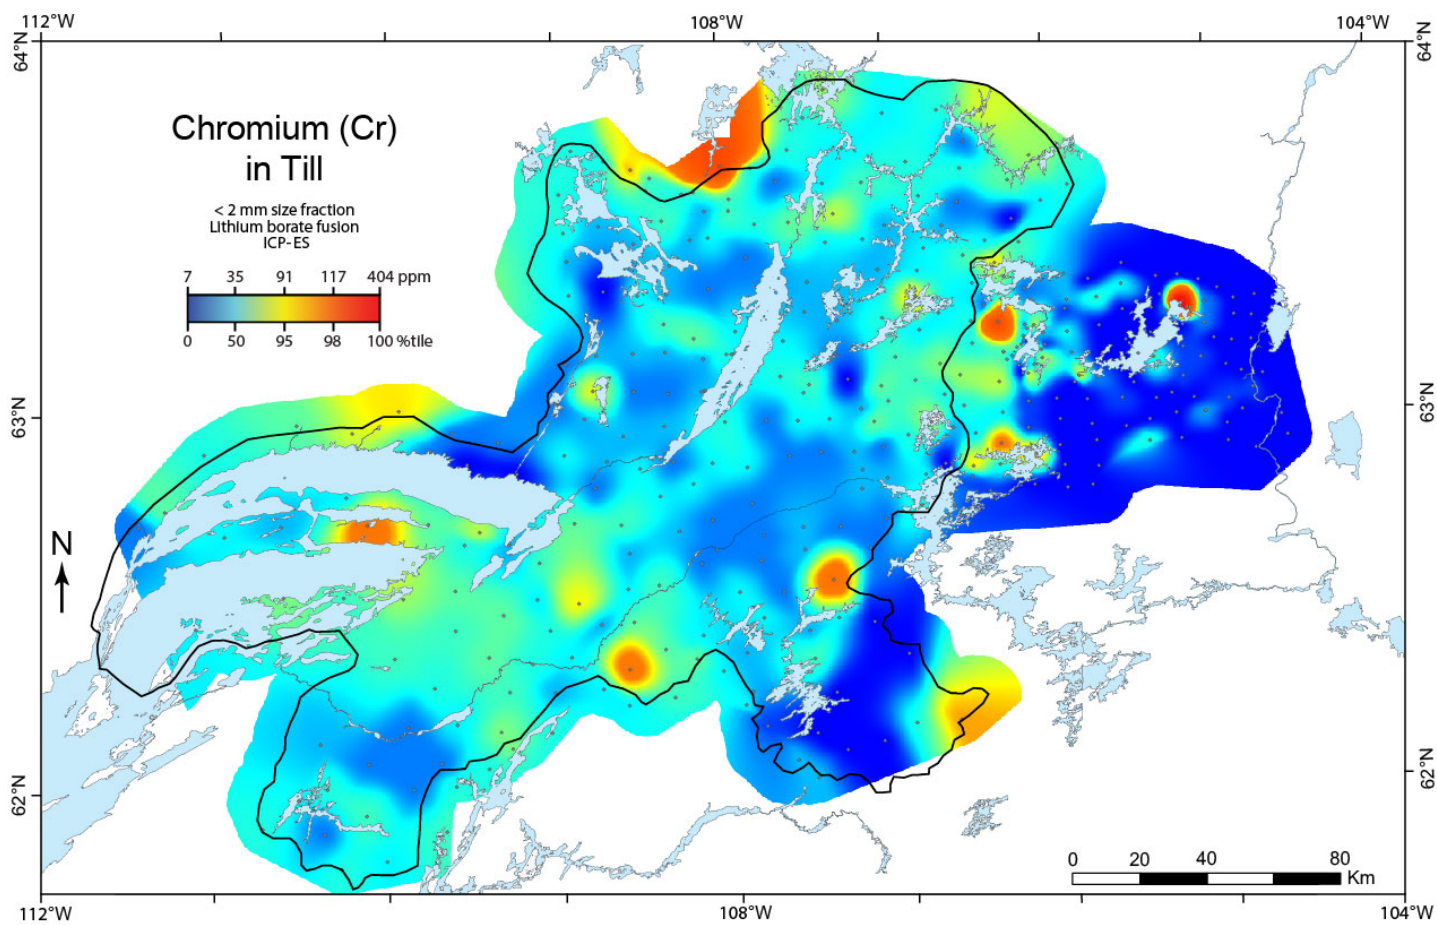 112°W 108°W 104°W
64°N 64°N
Chromium (Cr)
in Till
< 2 mm size fraction
Lithium borate fusion
ICP-ES
7 35 91 117 404 ppm
0 50 95 98 100 %tile
63°N 63°N
N
62°N 62°N
0 20 40 80
Km
112°W 108°W 104°W